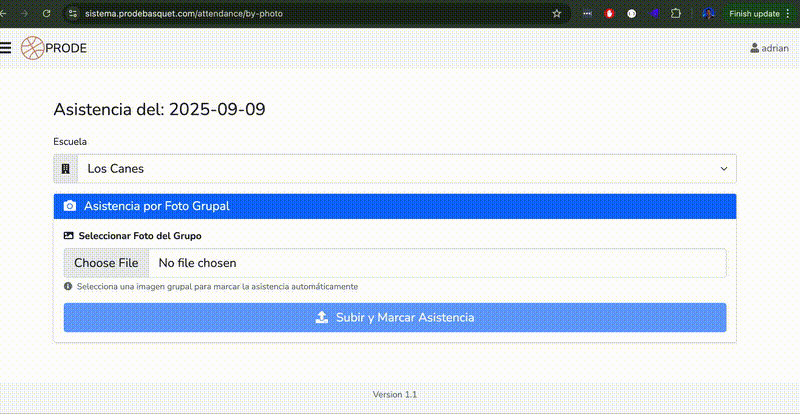 sistema.prodebasquet.com/attendance/by-photo
Finish update
PRODE
adrian
Asistencia del: 2025-09-09
Escuela
Los Canes
Asistencia por Foto Grupal
Seleccionar Foto del Grupo
Choose File No file chosen
Selecciona una imagen grupal para marcar la asistencia automáticamente
Subir y Marcar Asistencia
Version 1.1